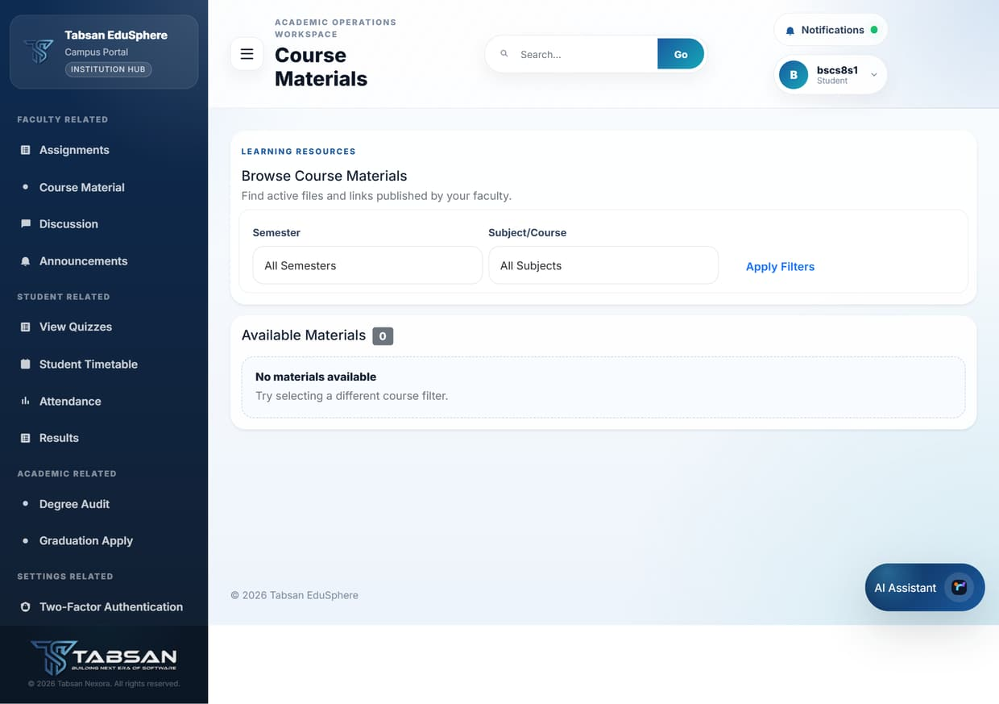 Tabsan EduSphere
Campus Portal
INSTITUTION HUB
FACULTY RELATED
Assignments
Course Material
Discussion
Announcements
STUDENT RELATED
View Quizzes
Student Timetable
Attendance
Results
ACADEMIC RELATED
Degree Audit
Graduation Apply
SETTINGS RELATED
Two-Factor Authentication
TABSAN
BUILDING NEXT ERA OF SOFTWARE
© 2026 Tabsan Nexora. All rights reserved.
ACADEMIC OPERATIONS
WORKSPACE
Course
Materials
Search...
Go
Notifications
B
bscs8s1
Student
LEARNING RESOURCES
Browse Course Materials
Find active files and links published by your faculty.
Semester
Subject/Course
All Semesters
All Subjects
Apply Filters
Available Materials 0
No materials available
Try selecting a different course filter.
© 2026 Tabsan EduSphere
AI Assistant